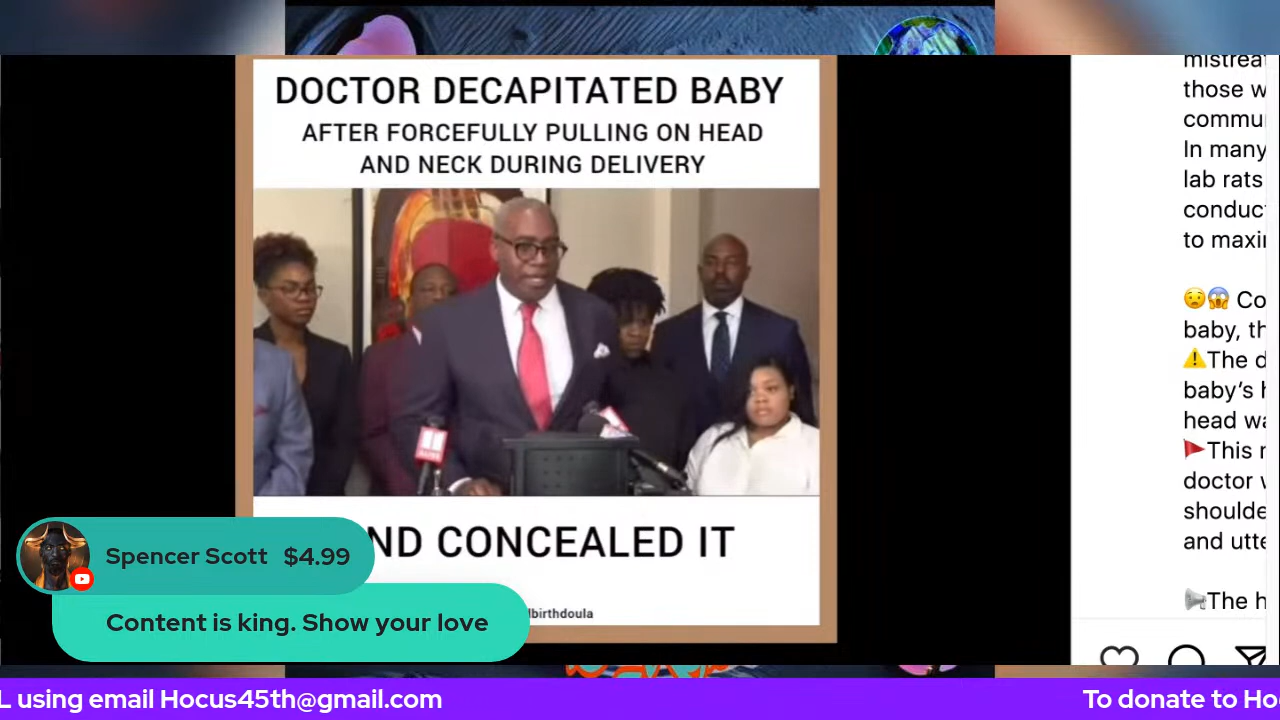 DOCTOR DECAPITATED BABY
AFTER FORCEFULLY PULLING ON HEAD
AND NECK DURING DELIVERY
ND CONCEALED IT
lbirthdoula
those w
commu
In many
lab rats
conduc
to maxi
😧😱 Co
baby, th
⚠️The d
baby's h
head wa
🚩This r
doctor w
shoulde
and utte
📢The h
Spencer Scott $4.99
Content is king. Show your love
L using email Hocus45th@gmail.com
To donate to Ho